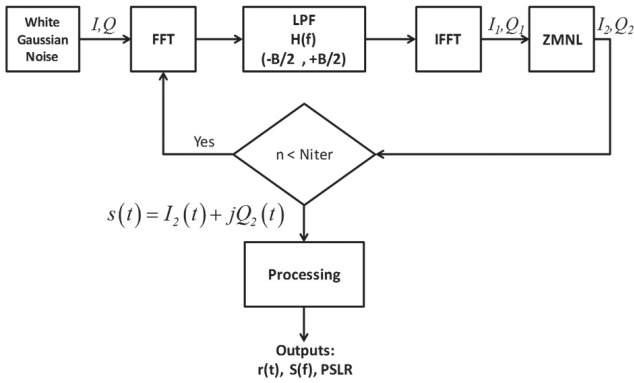 White
Gaussian
Noise
I,Q
FFT
LPF
H(f)
(-B/2 , +B/2)
IFFT
I₁,Q₁
ZMNL
I₂,Q₂
Yes
n < Niter
s(t) = I₂(t) + jQ₂(t)
Processing
Outputs:
r(t), S(f), PSLR